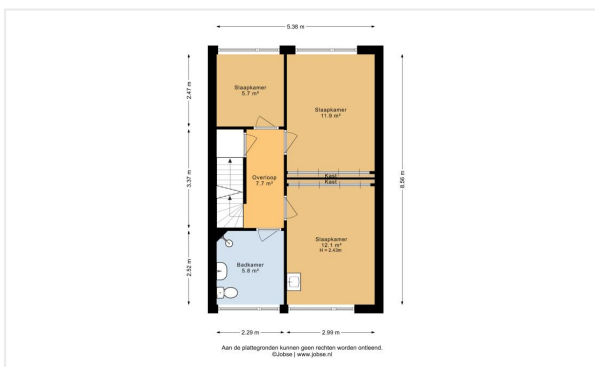 5.38 m
2.47 m
3.37 m
2.52 m
8.56 m
Slaapkamer
5.7 m²
Slaapkamer
11.9 m²
Kast
Kast
Overloop
7.7 m²
Slaapkamer
12.1 m²
H = 2.43m
Badkamer
5.8 m²
2.29 m
2.99 m
Aan de plattegronden kunnen geen rechten worden ontleend.
©Jobse | www.jobse.nl